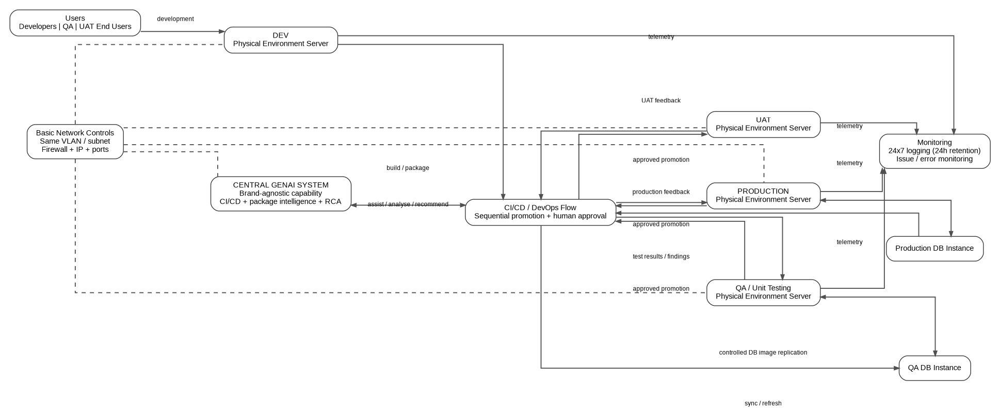 Users
Developers | QA | UAT End Users
development
DEV
Physical Environment Server
telemetry
UAT feedback
UAT
Physical Environment Server
telemetry
Basic Network Controls
Same VLAN / subnet
Firewall + IP + ports
Monitoring
24x7 logging (24h retention)
Issue / error monitoring
approved promotion
telemetry
build / package
CENTRAL GENAI SYSTEM
Brand-agnostic capability
CI/CD + package intelligence + RCA
assist / analyse / recommend
CI/CD / DevOps Flow
Sequential promotion + human approval
production feedback
PRODUCTION
Physical Environment Server
approved promotion
telemetry
Production DB Instance
test results / findings
approved promotion
QA / Unit Testing
Physical Environment Server
controlled DB image replication
QA DB Instance
sync / refresh